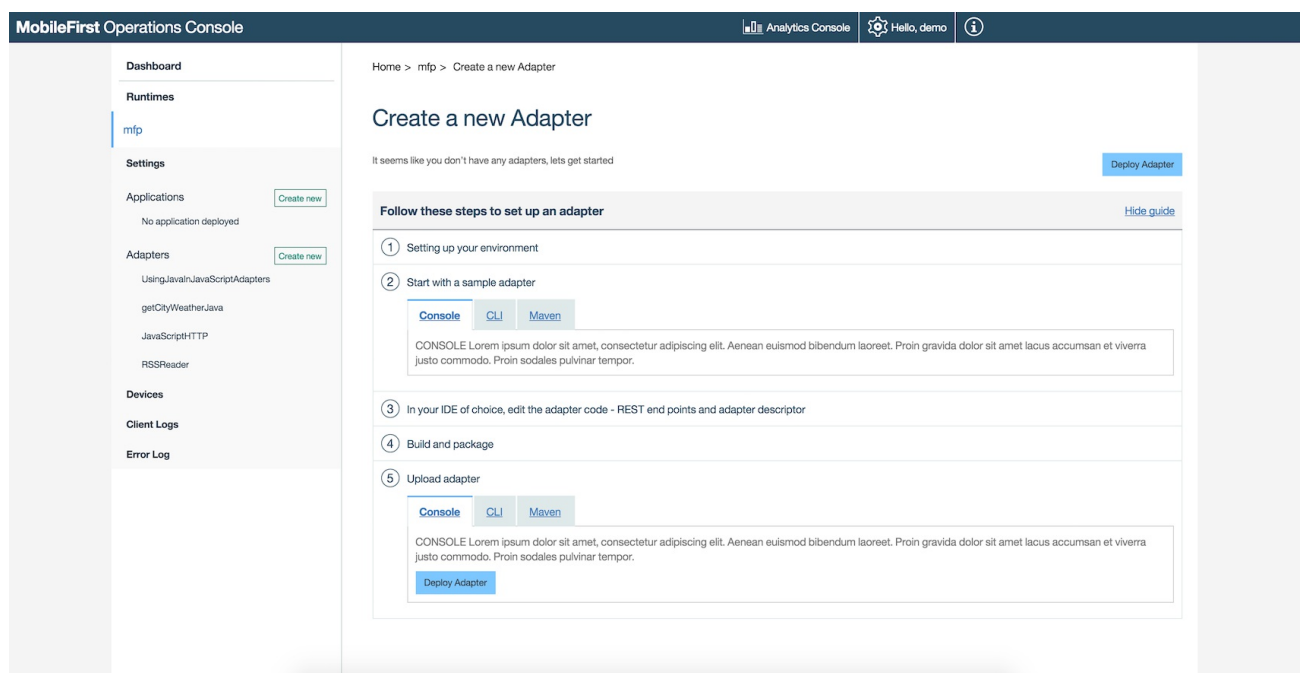 MobileFirst Operations Console
Analytics Console
Hello, demo
Dashboard
Runtimes
mfp
Settings
Applications
Create new
No application deployed
Adapters
Create new
UsingJavaInJavaScriptAdapters
getCityWeatherJava
JavaScriptHTTP
RSSReader
Devices
Client Logs
Error Log
Home > mfp > Create a new Adapter
Create a new Adapter
It seems like you don't have any adapters, lets get started
Deploy Adapter
Follow these steps to set up an adapter
Hide guide
1 Setting up your environment
2 Start with a sample adapter
Console CLI Maven
CONSOLE Lorem ipsum dolor sit amet, consectetur adipiscing elit. Aenean euismod bibendum laoreet. Proin gravida dolor sit amet lacus accumsan et viverra
justo commodo. Proin sodales pulvinar tempor.
3 In your IDE of choice, edit the adapter code - REST end points and adapter descriptor
4 Build and package
5 Upload adapter
Console CLI Maven
CONSOLE Lorem ipsum dolor sit amet, consectetur adipiscing elit. Aenean euismod bibendum laoreet. Proin gravida dolor sit amet lacus accumsan et viverra
justo commodo. Proin sodales pulvinar tempor.
Deploy Adapter